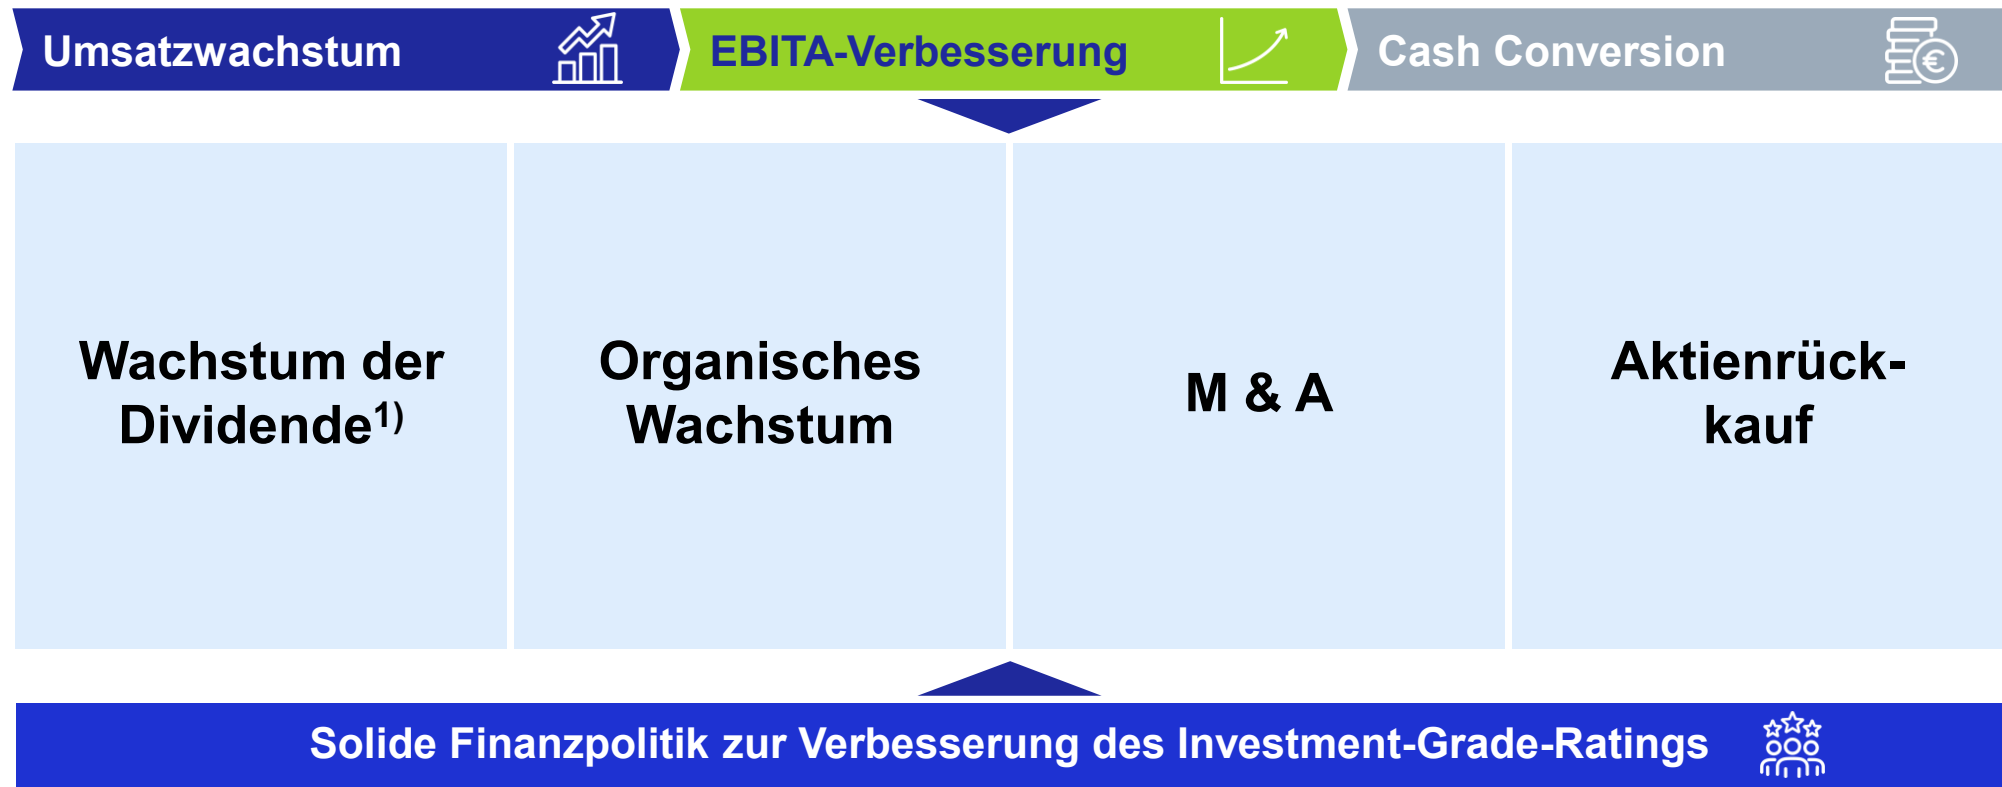 Umsatzwachstum
EBITA-Verbesserung
Cash Conversion
€
Wachstum der
Dividende¹⁾
Organisches
Wachstum
M & A
Aktienrück-
kauf
Solide Finanzpolitik zur Verbesserung des Investment-Grade-Ratings